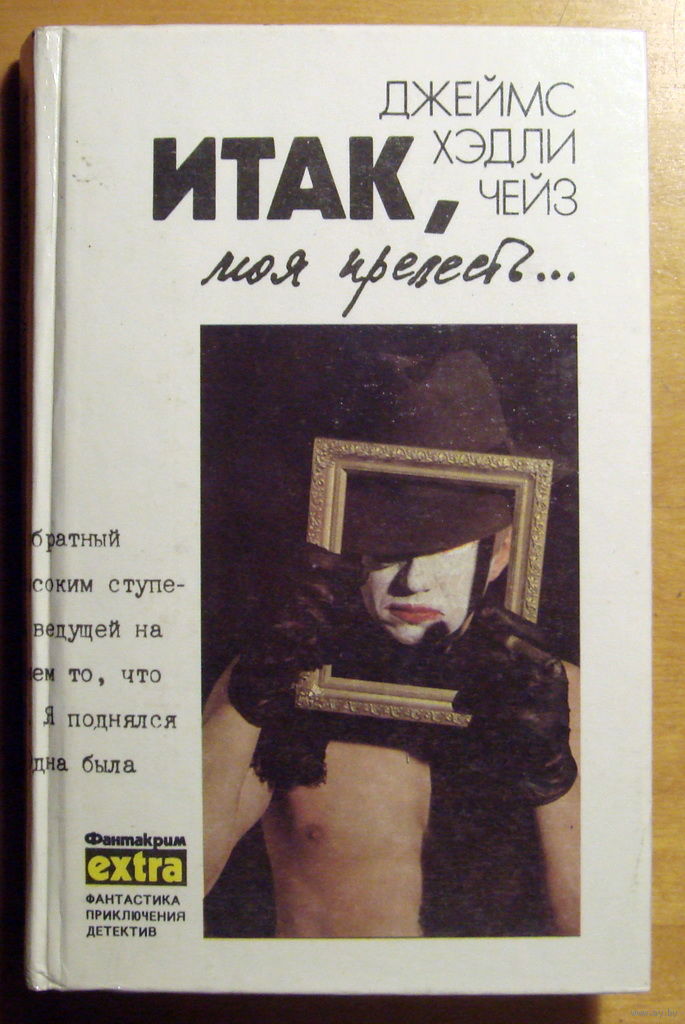 ДЖЕЙМС
ХЭДЛИ
ЧЕЙЗ
ИТАК,
моя прелесть...
братный
соким ступе-
ведущей на
ем то, что
Я поднялся
дна была
Фантакрим
extra
ФАНТАСТИКА
ПРИКЛЮЧЕНИЯ
ДЕТЕКТИВ